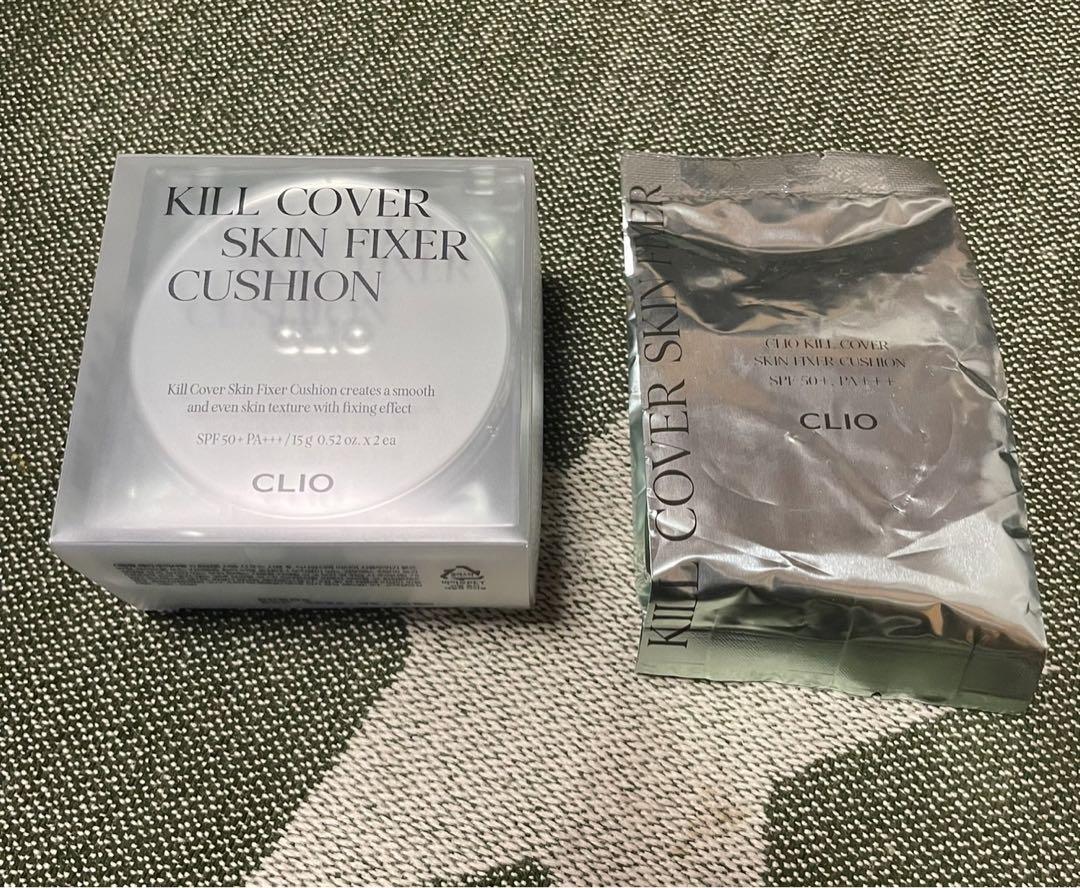 KILL COVER
SKIN FIXER
CUSHION
CLIO
Kill Cover Skin Fixer Cushion creates a smooth
and even skin texture with fixing effect
SPF 50+ PA+++ / 15 g 0.52 oz. x 2 ea
CLIO
KILL COVER SKIN FIXER
CLIO KILL COVER
SKIN FIXER CUSHION
SPF 50+, PA+++
CLIO